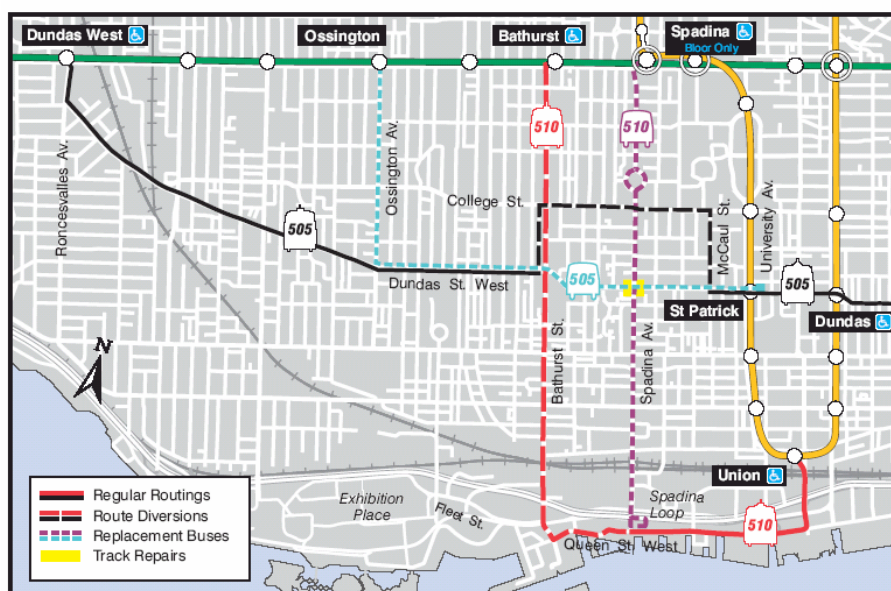 Dundas West
Ossington
Bathurst
Spadina
Bloor Only
510
510
Roncesvalles Av.
Ossington Av.
College St.
McCaul St.
University Av.
505
505
505
Dundas St. West
St Patrick
Dundas
Bathurst St.
Spadina Av.
N
Union
Exhibition
Place
Fleet St.
Spadina
Loop
510
Queen St. West
Regular Routings
Route Diversions
Replacement Buses
Track Repairs